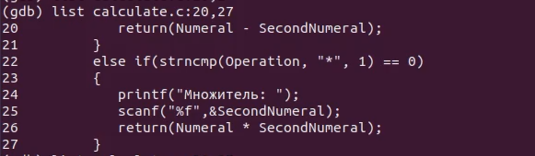 (gdb) list calculate.c:20,27
20 return(Numeral - SecondNumeral);
21 }
22 else if(strncmp(Operation, "*", 1) == 0)
23 {
24 printf("Множитель: ");
25 scanf("%f",&SecondNumeral);
26 return(Numeral * SecondNumeral);
27 }